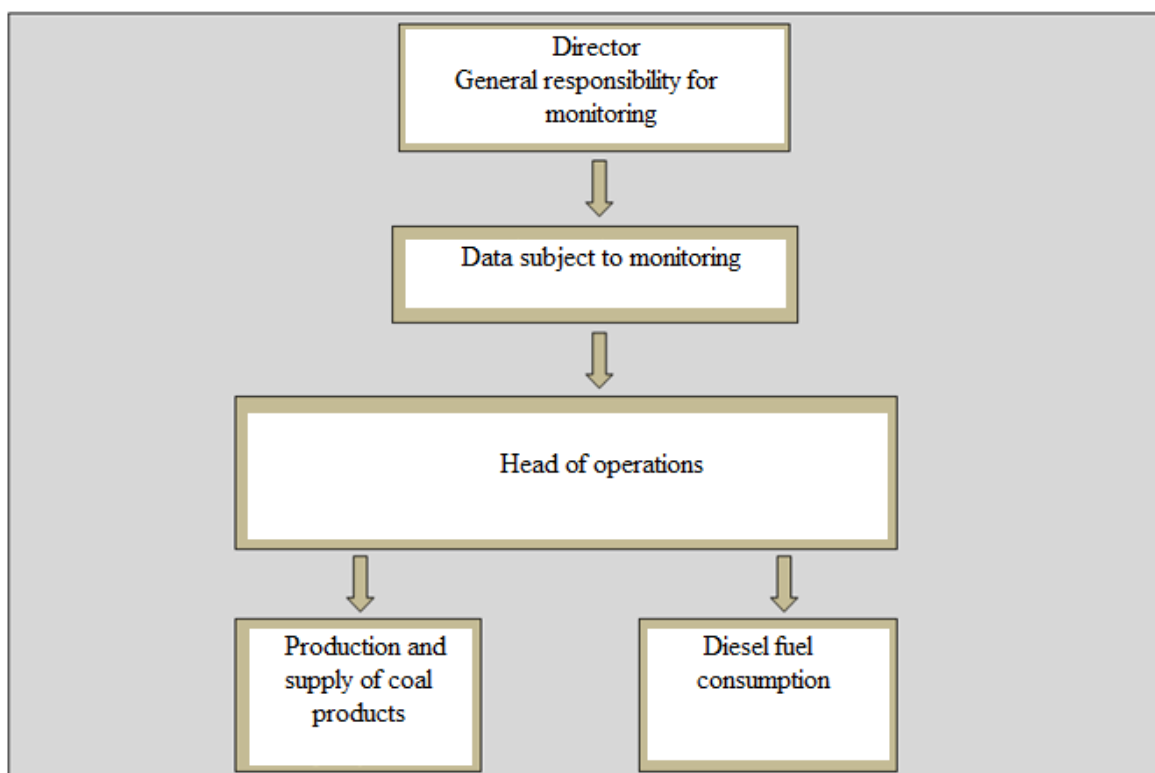 Director
General responsibility for
monitoring
Data subject to monitoring
Head of operations
Production and
supply of coal
products
Diesel fuel
consumption